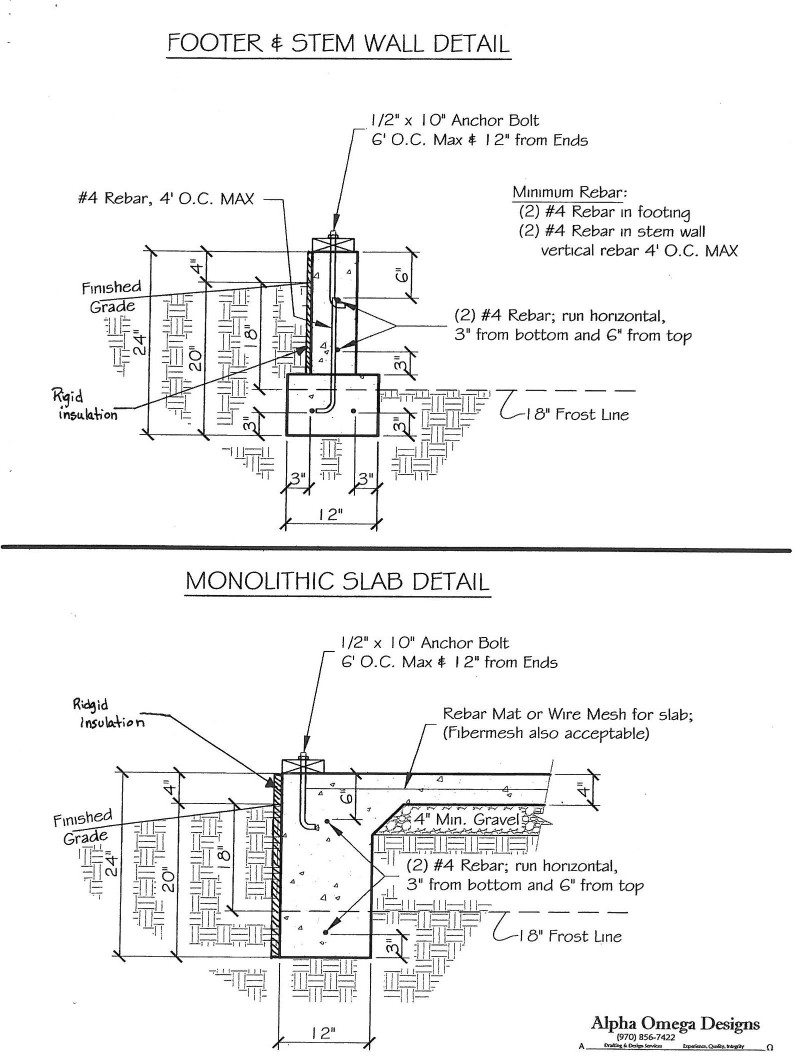 FOOTER & STEM WALL DETAIL
1/2" x 10" Anchor Bolt
6' O.C. Max & 12" from Ends
#4 Rebar, 4' O.C. MAX
Minimum Rebar:
(2) #4 Rebar in footing
(2) #4 Rebar in stem wall
vertical rebar 4' O.C. MAX
4"
6"
Finished
Grade
24"
20"
18"
(2) #4 Rebar; run horizontal,
3" from bottom and 6" from top
3"
Rigid
insulation
3"
3"
18" Frost Line
3"
3"
12"
MONOLITHIC SLAB DETAIL
1/2" x 10" Anchor Bolt
6' O.C. Max & 12" from Ends
Ridgid
Insulation
Rebar Mat or Wire Mesh for slab;
(Fibermesh also acceptable)
4"
6"
4"
Finished
Grade
4" Min. Gravel
24"
20"
18"
(2) #4 Rebar; run horizontal,
3" from bottom and 6" from top
3"
18" Frost Line
12"
Alpha Omega Designs
(970) 856-7422
Drafting & Design Services Experience, Quality, Integrity
A Ω